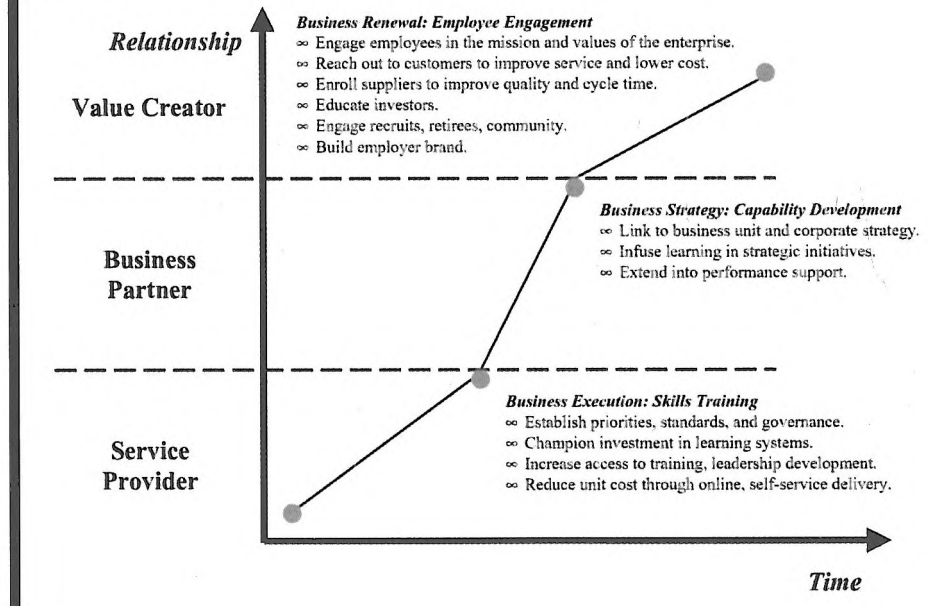 Relationship
Business Renewal: Employee Engagement
∞ Engage employees in the mission and values of the enterprise.
∞ Reach out to customers to improve service and lower cost.
∞ Enroll suppliers to improve quality and cycle time.
∞ Educate investors.
∞ Engage recruits, retirees, community.
∞ Build employer brand.
Value Creator
Business Strategy: Capability Development
∞ Link to business unit and corporate strategy.
∞ Infuse learning in strategic initiatives.
∞ Extend into performance support.
Business
Partner
Business Execution: Skills Training
∞ Establish priorities, standards, and governance.
∞ Champion investment in learning systems.
∞ Increase access to training, leadership development.
∞ Reduce unit cost through online, self-service delivery.
Service
Provider
Time